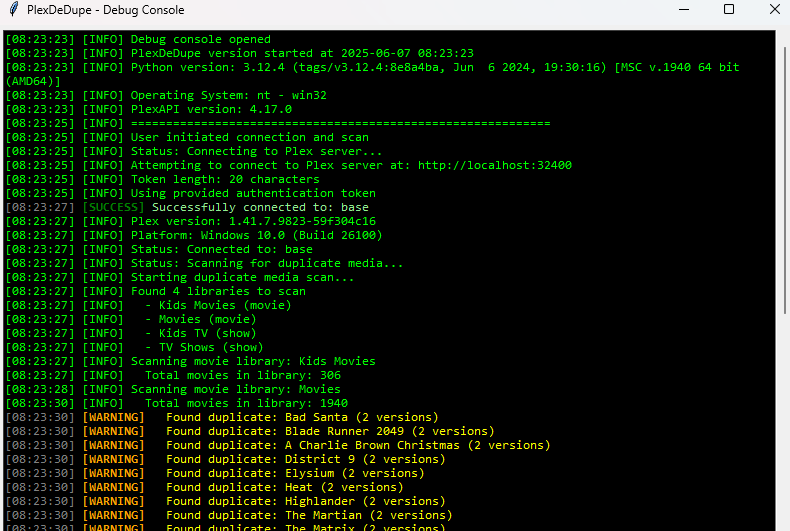 PlexDeDupe - Debug Console
[08:23:23] [INFO] Debug console opened
[08:23:23] [INFO] PlexDeDupe version started at 2025-06-07 08:23:23
[08:23:23] [INFO] Python version: 3.12.4 (tags/v3.12.4:8e8a4ba, Jun  6 2024, 19:30:16) [MSC v.1940 64 bit
(AMD64)]
[08:23:23] [INFO] Operating System: nt - win32
[08:23:23] [INFO] PlexAPI version: 4.17.0
[08:23:25] [INFO] ============================================================
[08:23:25] [INFO] User initiated connection and scan
[08:23:25] [INFO] Status: Connecting to Plex server...
[08:23:25] [INFO] Attempting to connect to Plex server at: http://localhost:32400
[08:23:25] [INFO] Token length: 20 characters
[08:23:25] [INFO] Using provided authentication token
[08:23:27] [SUCCESS] Successfully connected to: base
[08:23:27] [INFO] Plex version: 1.41.7.9823-59f304c16
[08:23:27] [INFO] Platform: Windows 10.0 (Build 26100)
[08:23:27] [INFO] Status: Connected to: base
[08:23:27] [INFO] Status: Scanning for duplicate media...
[08:23:27] [INFO] Starting duplicate media scan...
[08:23:27] [INFO] Found 4 libraries to scan
[08:23:27] [INFO]   - Kids Movies (movie)
[08:23:27] [INFO]   - Movies (movie)
[08:23:27] [INFO]   - Kids TV (show)
[08:23:27] [INFO]   - TV Shows (show)
[08:23:27] [INFO] Scanning movie library: Kids Movies
[08:23:27] [INFO]   Total movies in library: 306
[08:23:28] [INFO] Scanning movie library: Movies
[08:23:30] [INFO]   Total movies in library: 1940
[08:23:30] [WARNING]   Found duplicate: Bad Santa (2 versions)
[08:23:30] [WARNING]   Found duplicate: Blade Runner 2049 (2 versions)
[08:23:30] [WARNING]   Found duplicate: A Charlie Brown Christmas (2 versions)
[08:23:30] [WARNING]   Found duplicate: District 9 (2 versions)
[08:23:30] [WARNING]   Found duplicate: Elysium (2 versions)
[08:23:30] [WARNING]   Found duplicate: Heat (2 versions)
[08:23:30] [WARNING]   Found duplicate: Highlander (2 versions)
[08:23:30] [WARNING]   Found duplicate: The Martian (2 versions)
[08:23:30] [WARNING]   Found duplicate: The Matrix (2 versions)